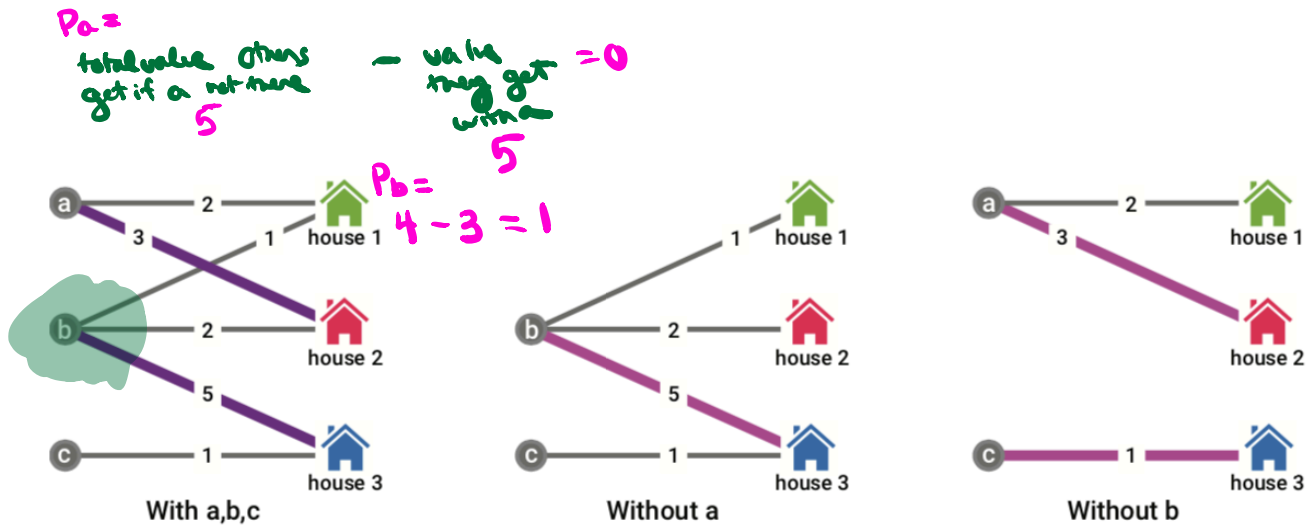 Pa=
total value others
get if a not there
5
- value
they get
with a
5
= 0
Pb=
4 - 3 = 1
a
2
house 1
3
1
b
2
house 2
5
c
1
house 3
With a,b,c
1
house 1
b
2
house 2
5
c
1
house 3
Without a
a
2
house 1
3
house 2
c
1
house 3
Without b